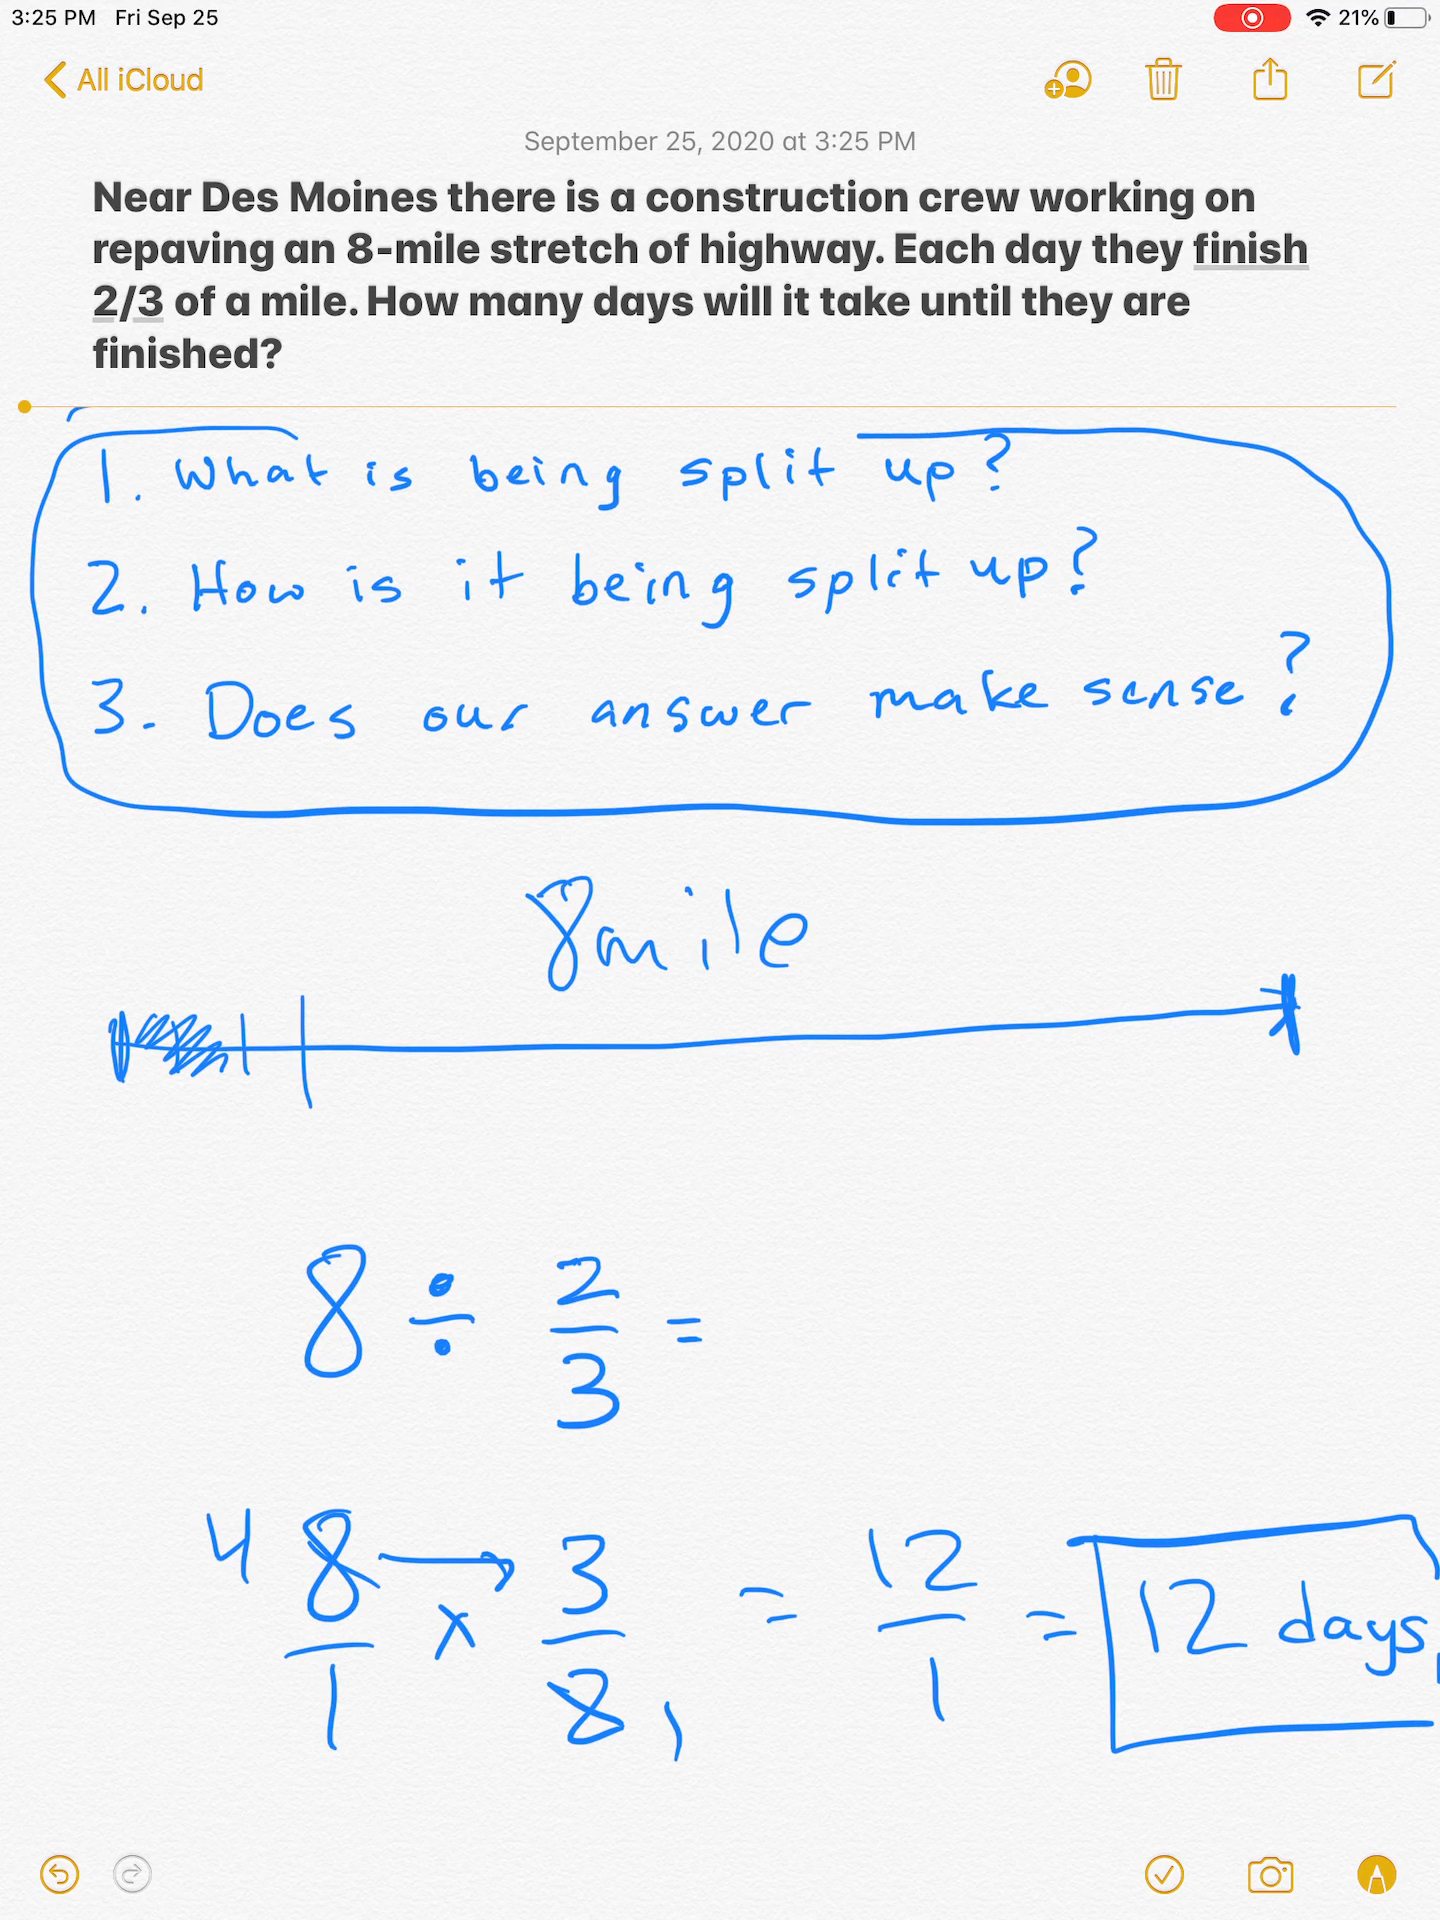 3:25 PM Fri Sep 25 21%
All iCloud
September 25, 2020 at 3:25 PM
Near Des Moines there is a construction crew working on
repaving an 8-mile stretch of highway. Each day they finish
2/3 of a mile. How many days will it take until they are
finished?
1. What is being split up?
2. How is it being split up?
3. Does our answer make sense?
8 mile
8 ÷ 2/3 =
4 8/1 × 3/2 1 = 12/1 = 12 days